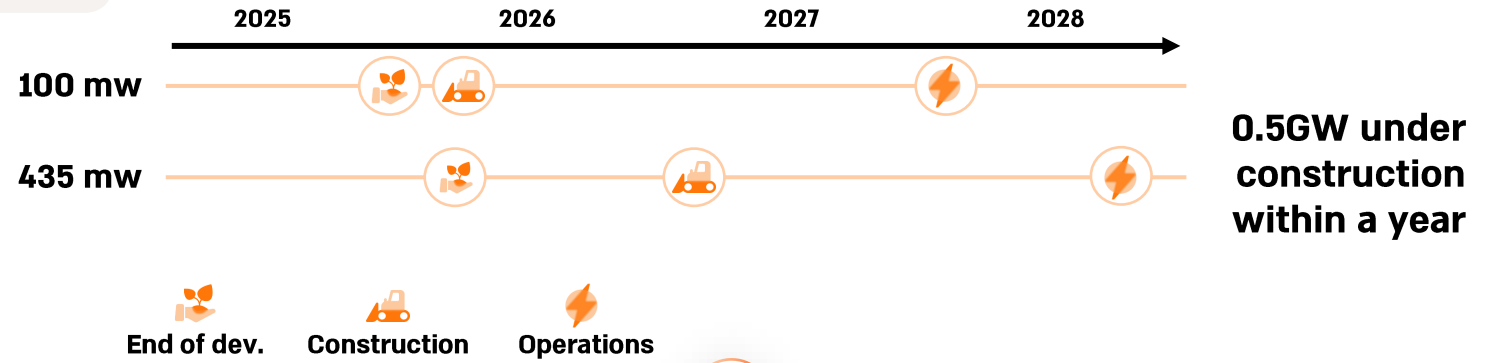 2025 2026 2027 2028
100 mw
435 mw
0.5GW under
construction
within a year
End of dev. Construction Operations